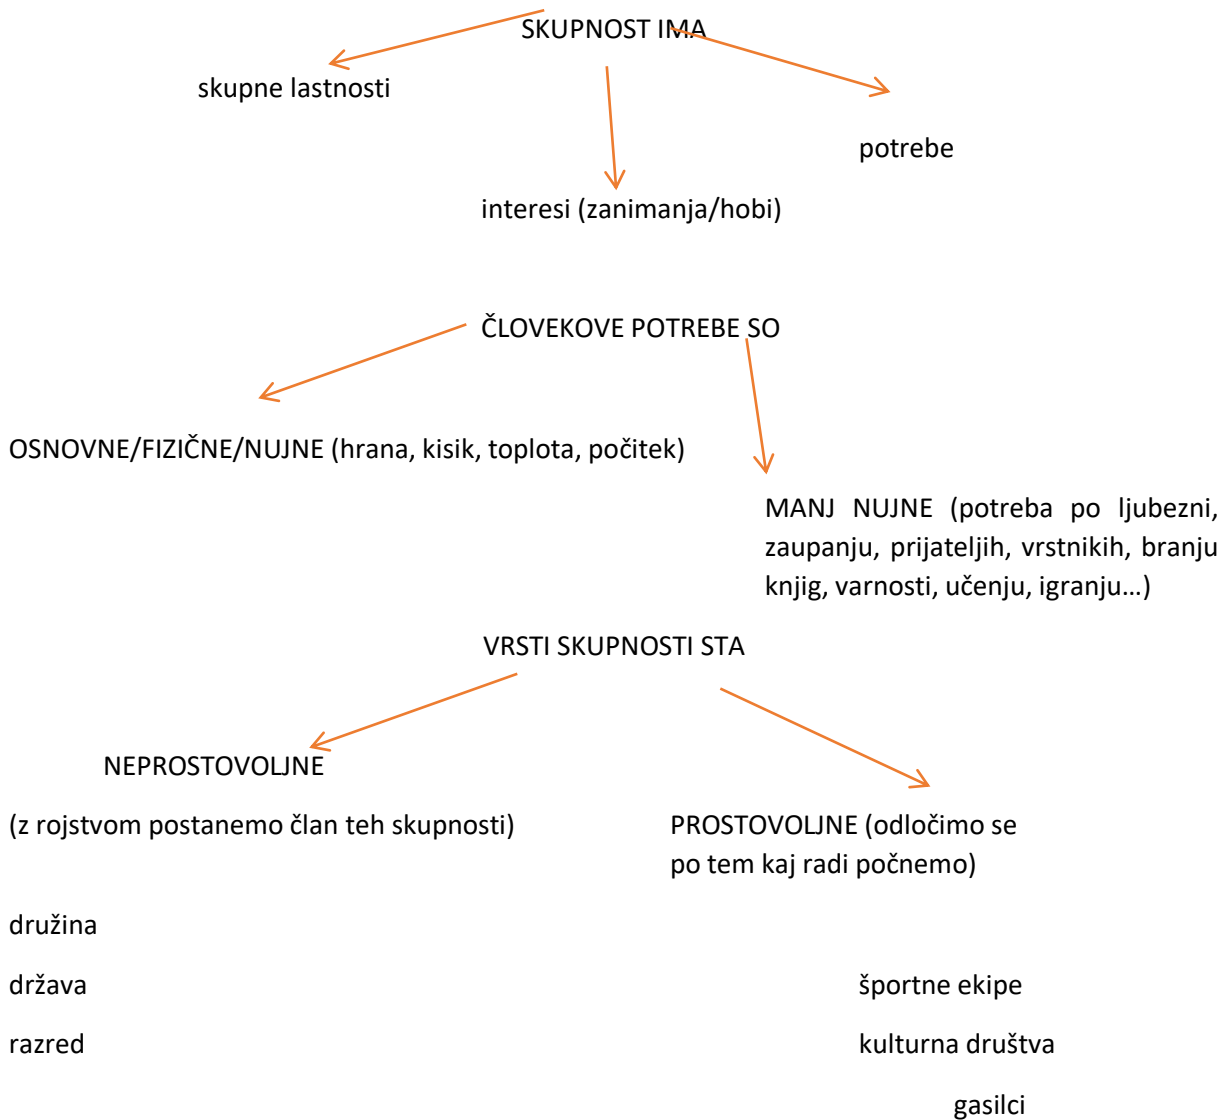 SKUPNOST IMA
skupne lastnosti
potrebe
interesi (zanimanja/hobi)
ČLOVEKOVE POTREBE SO
OSNOVNE/FIZIČNE/NUJNE (hrana, kisik, toplota, počitek)
MANJ NUJNE (potreba po ljubezni,
zaupanju, prijateljih, vrstnikih, branju
knjig, varnosti, učenju, igranju…)
VRSTI SKUPNOSTI STA
NEPROSTOVOLJNE
(z rojstvom postanemo član teh skupnosti)
PROSTOVOLJNE (odločimo se
po tem kaj radi počnemo)
družina
država
športne ekipe
razred
kulturna društva
gasilci